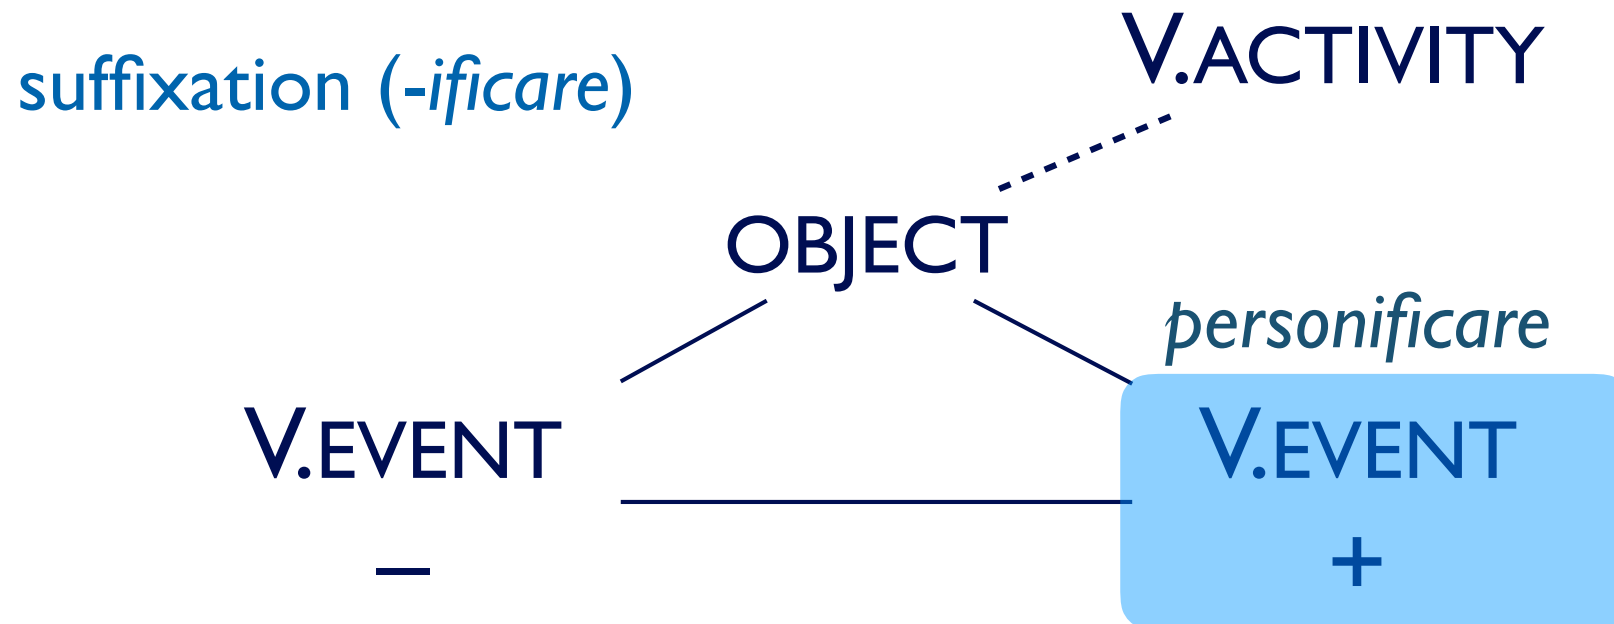 V.ACTIVITY
suffixation (-ificare)
OBJECT
personificare
V.EVENT V.EVENT
– +